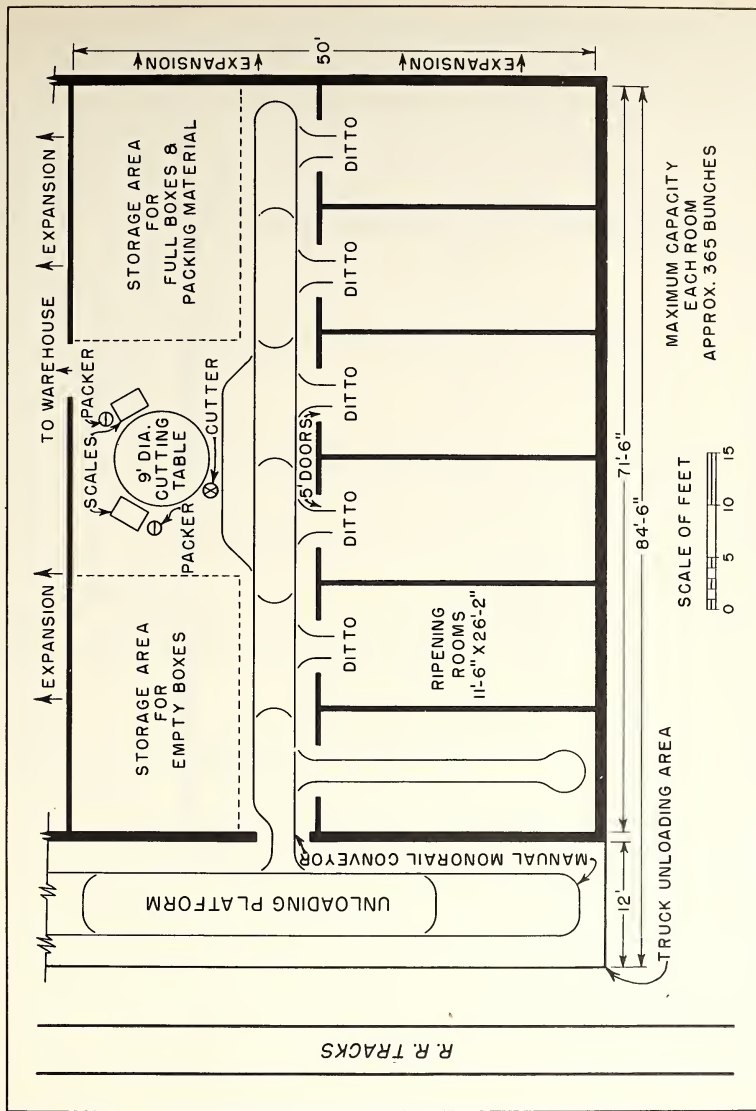 TO WAREHOUSE
EXPANSION
EXPANSION
STORAGE AREA
FOR
EMPTY BOXES
SCALES
PACKER
9' DIA.
CUTTING
TABLE
PACKER
CUTTER
STORAGE AREA
FOR
FULL BOXES &
PACKING MATERIAL
EXPANSION
50'
EXPANSION
UNLOADING PLATFORM
MANUAL MONORAIL CONVEYOR
5' DOORS
DITTO
DITTO
DITTO
DITTO
DITTO
RIPENING
ROOMS
11'-6" X 26'-2"
12'
71'-6"
84'-6"
TRUCK UNLOADING AREA
SCALE OF FEET
0 5 10 15
MAXIMUM CAPACITY
EACH ROOM
APPROX. 365 BUNCHES
R. R. TRACKS